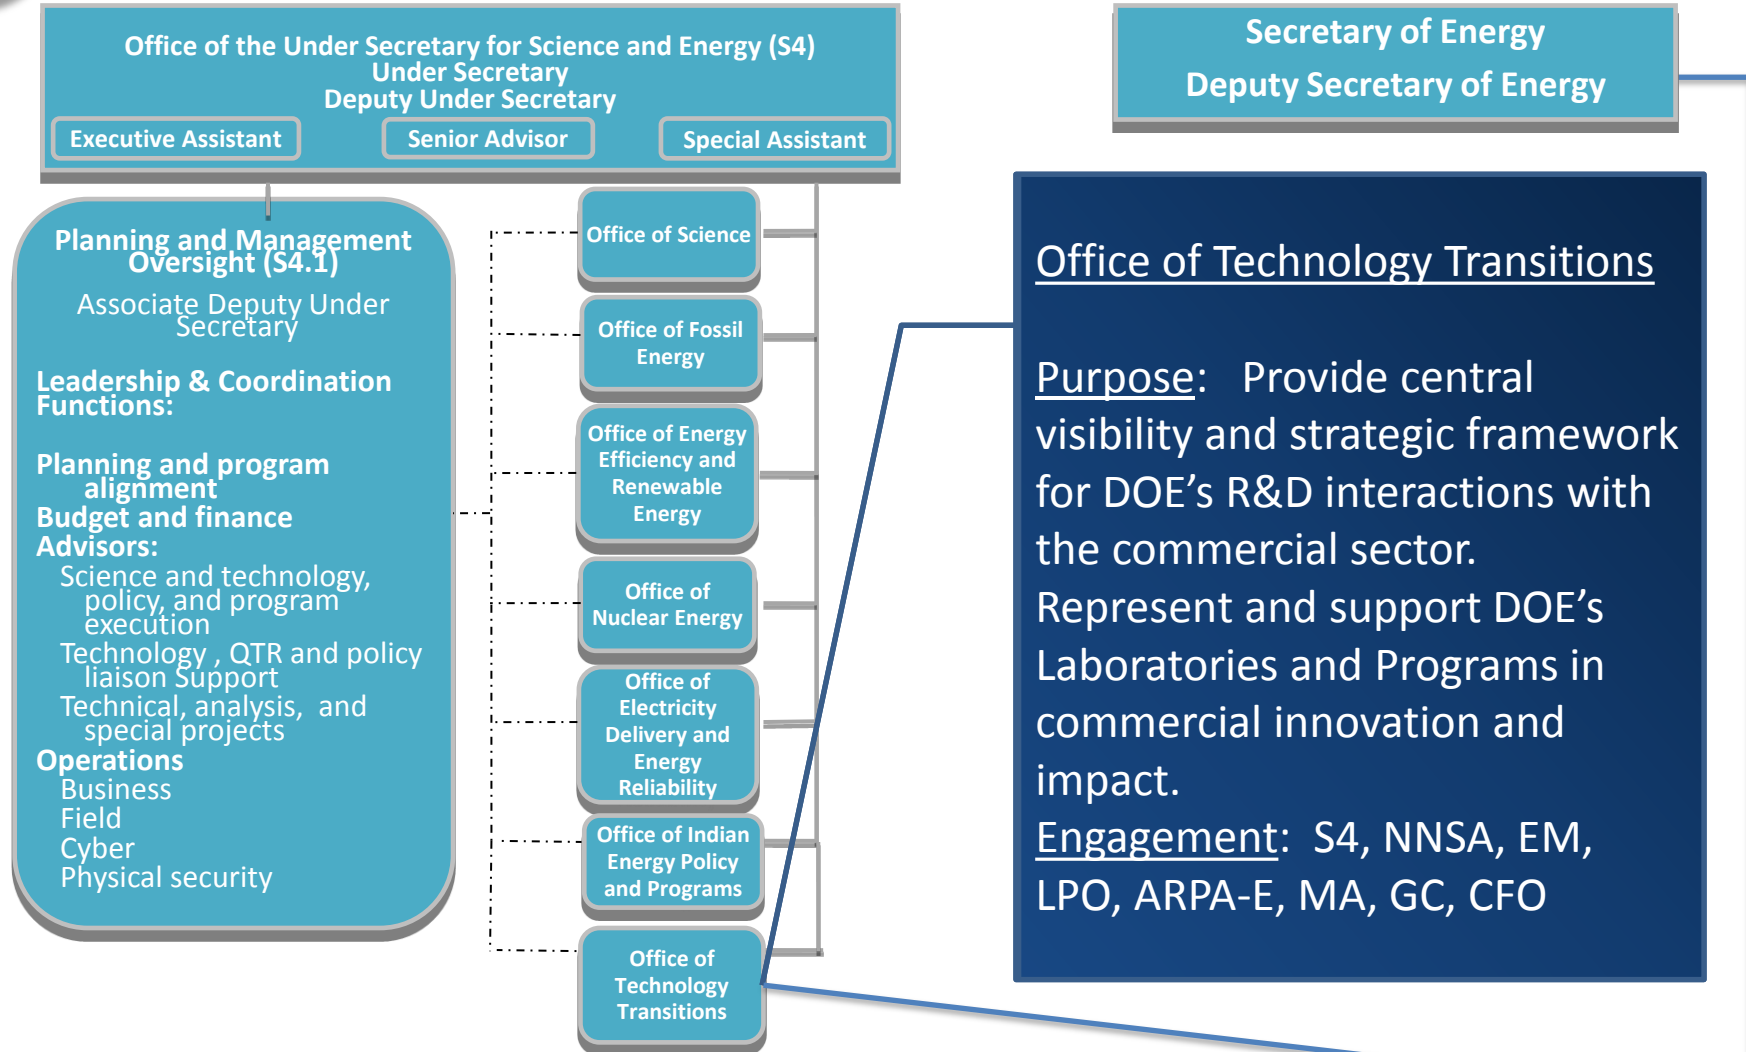 Office of the Under Secretary for Science and Energy (S4)
Under Secretary
Deputy Under Secretary
Executive Assistant
Senior Advisor
Special Assistant
Secretary of Energy
Deputy Secretary of Energy
Planning and Management
Oversight (S4.1)
Associate Deputy Under
Secretary
Leadership & Coordination
Functions:
Planning and program
alignment
Budget and finance
Advisors:
Science and technology,
policy, and program
execution
Technology , QTR and policy
liaison Support
Technical, analysis, and
special projects
Operations
Business
Field
Cyber
Physical security
Office of Science
Office of Fossil
Energy
Office of Energy
Efficiency and
Renewable
Energy
Office of
Nuclear Energy
Office of
Electricity
Delivery and
Energy
Reliability
Office of Indian
Energy Policy
and Programs
Office of
Technology
Transitions
Office of Technology Transitions
Purpose: Provide central
visibility and strategic framework
for DOE’s R&D interactions with
the commercial sector.
Represent and support DOE’s
Laboratories and Programs in
commercial innovation and
impact.
Engagement: S4, NNSA, EM,
LPO, ARPA-E, MA, GC, CFO